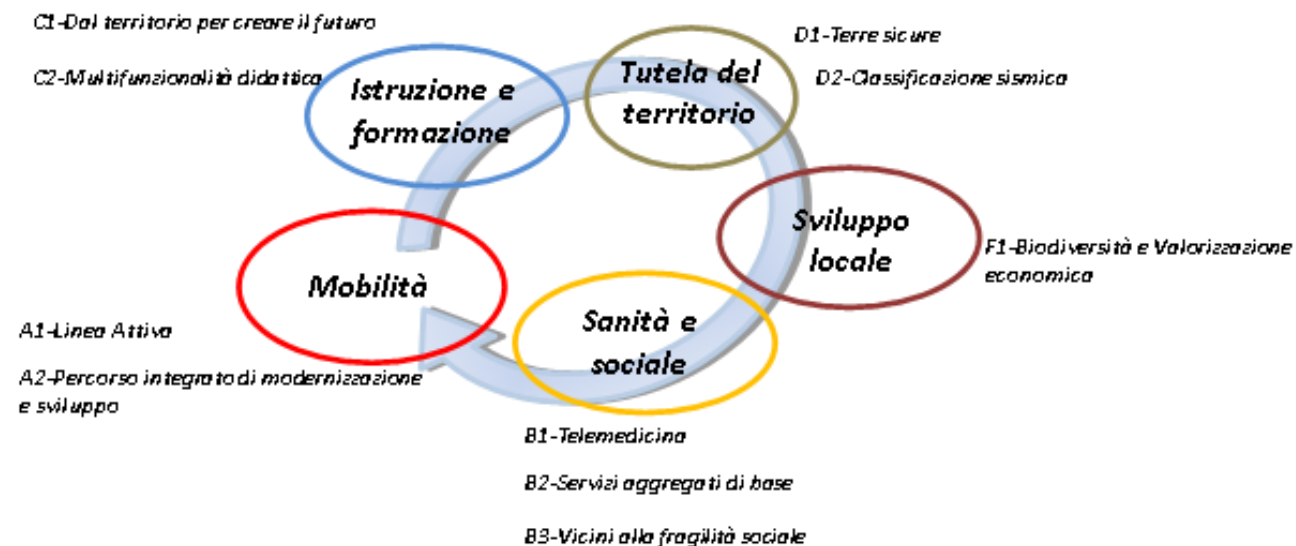 C1-Dal territorio per creare il futuro
C2-Multifunzionalità didattica
Istruzione e
formazione
Tutela del
territorio
D1-Terre sicure
D2-Classificazione sismica
Sviluppo
locale
F1-Biodiversità e Valorizzazione
economica
Mobilità
A1-Linea Attiva
A2-Percorso integrato di modernizzazione
e sviluppo
Sanità e
sociale
B1-Telemedicina
B2-Servizi aggregati di base
B3-Vicini alla fragilità sociale